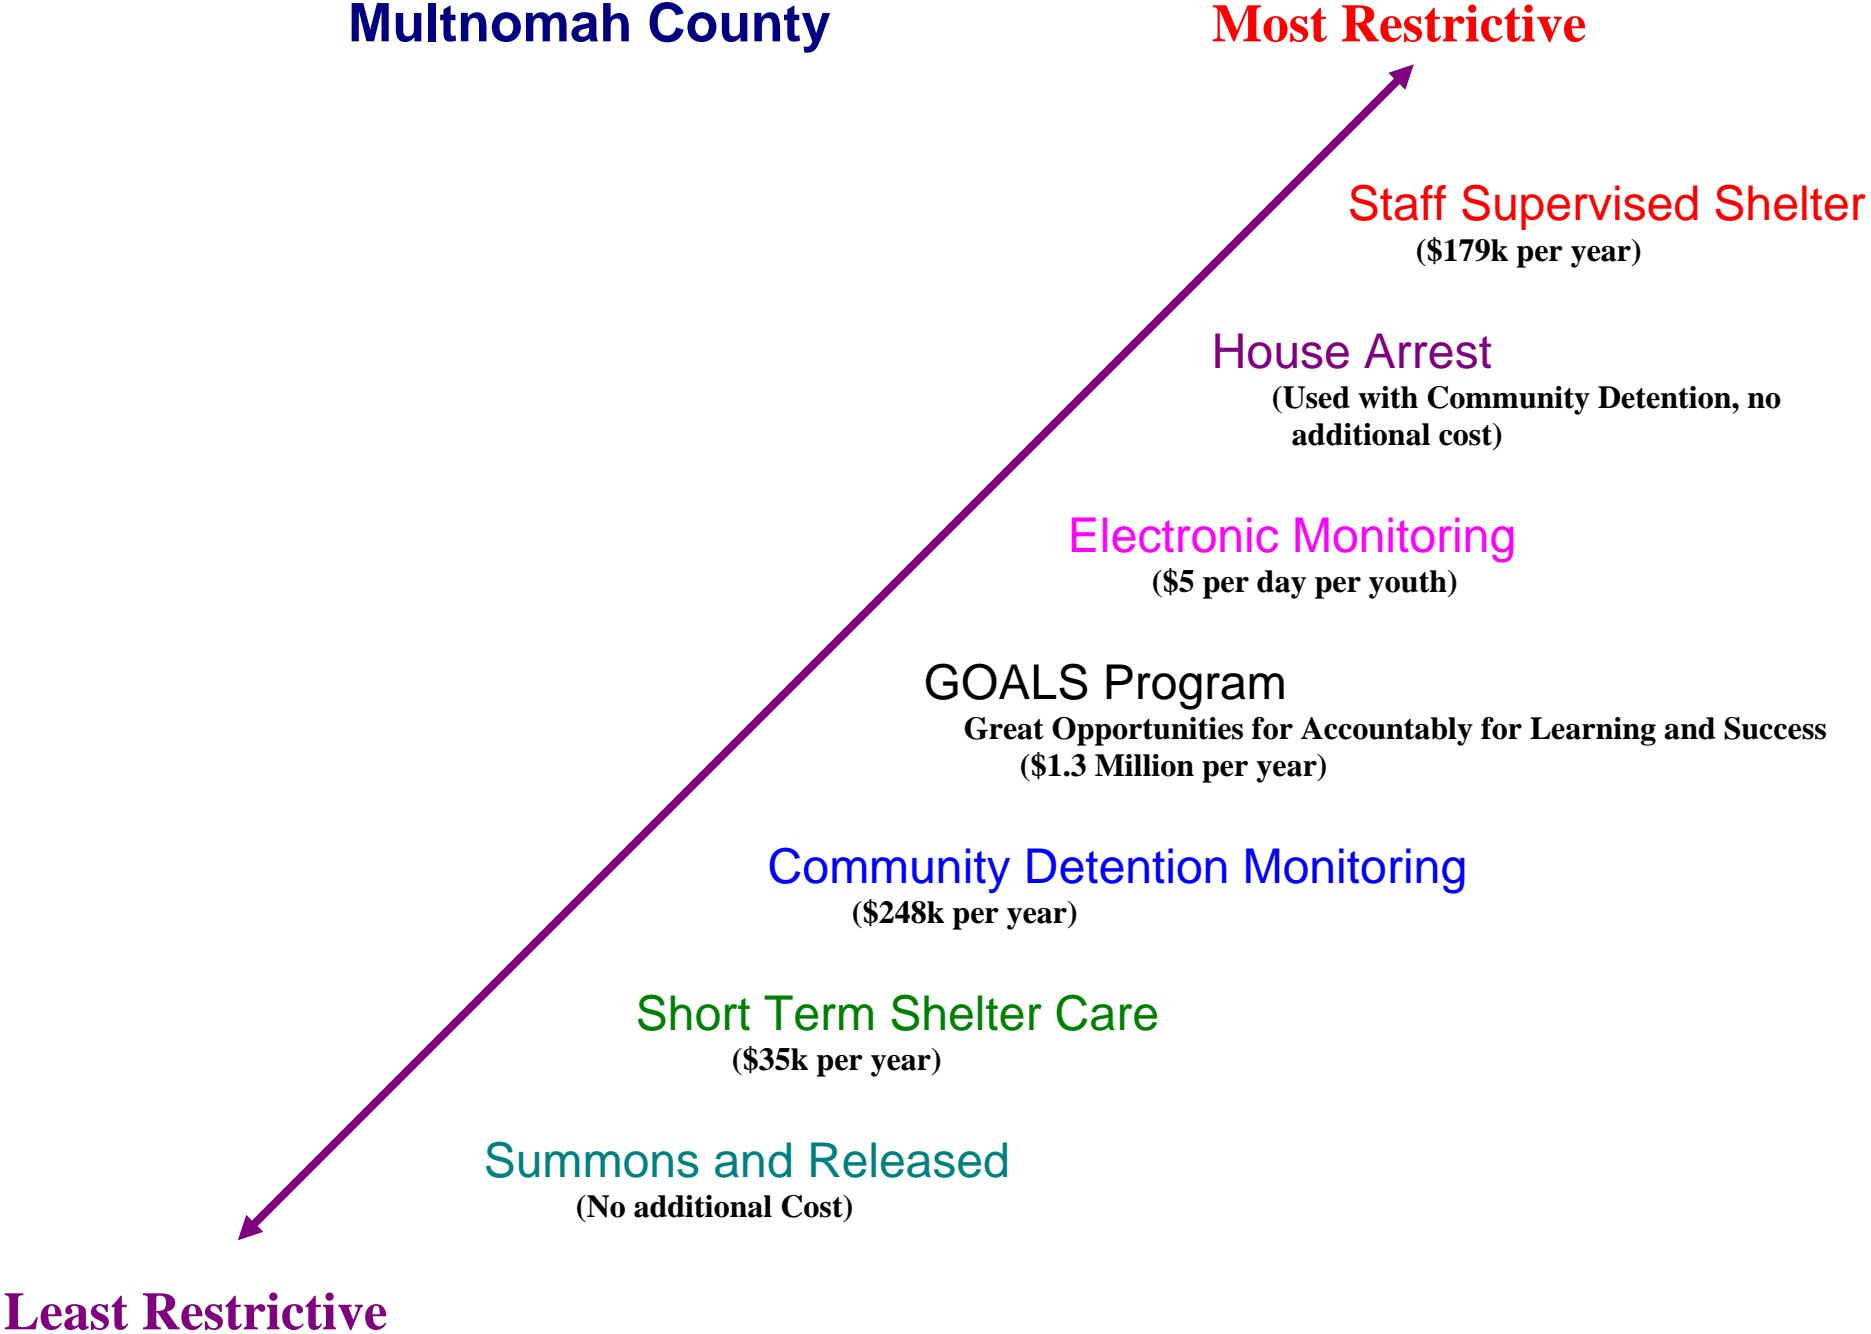 Multnomah County
Most Restrictive
Staff Supervised Shelter
($179k per year)
House Arrest
(Used with Community Detention, no
additional cost)
Electronic Monitoring
($5 per day per youth)
GOALS Program
Great Opportunities for Accountably for Learning and Success
($1.3 Million per year)
Community Detention Monitoring
($248k per year)
Short Term Shelter Care
($35k per year)
Summons and Released
(No additional Cost)
Least Restrictive